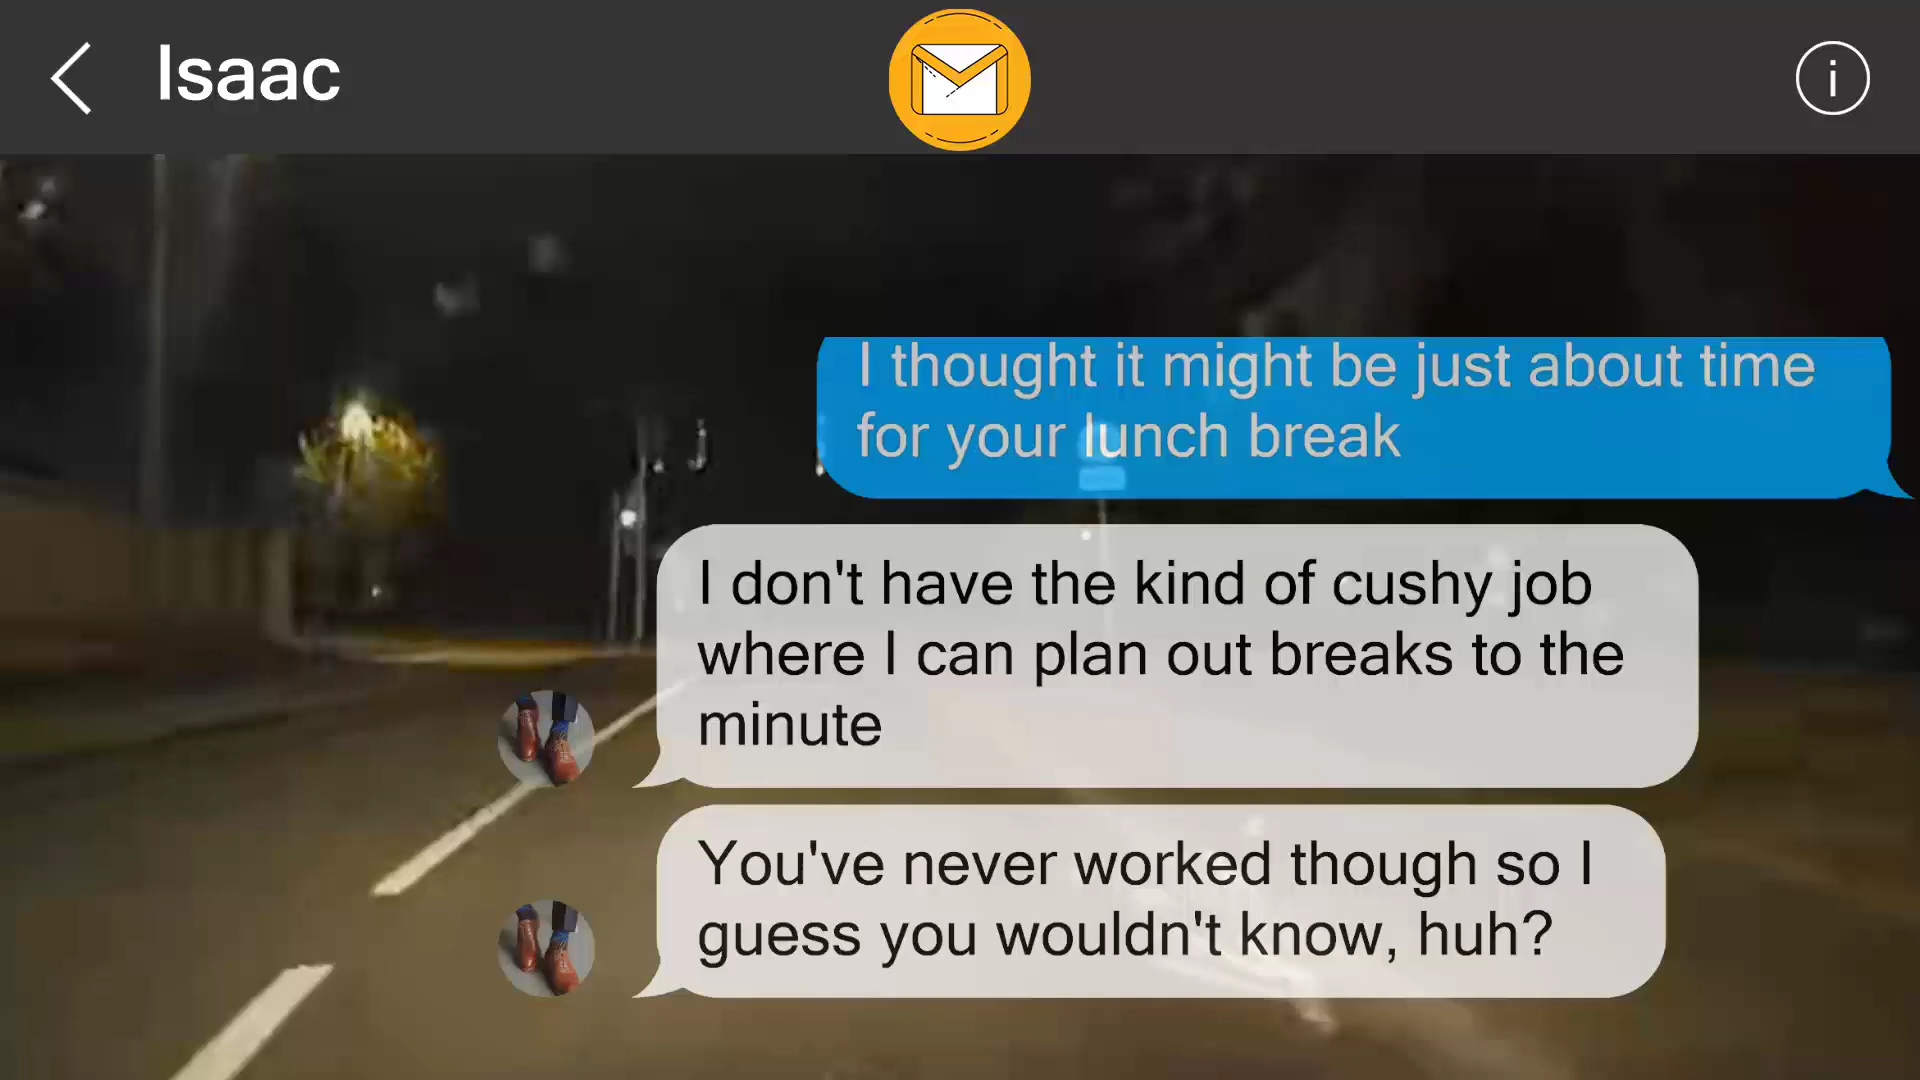 Isaac
i
I thought it might be just about time
for your lunch break
I don't have the kind of cushy job
where I can plan out breaks to the
minute
You've never worked though so I
guess you wouldn't know, huh?